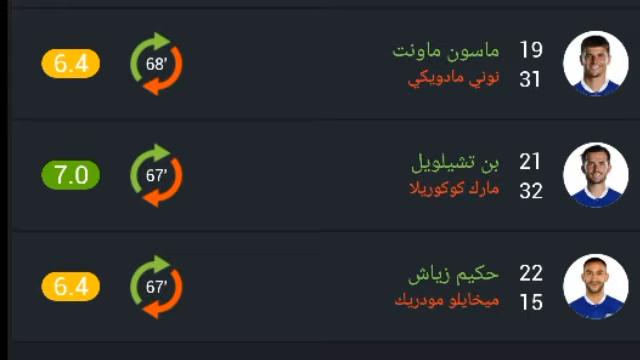 19 ماسون ماونت
31 نوني مادويكي
68'
6.4
21 بن تشيلويل
32 مارك كوكوريلا
67'
7.0
22 حكيم زياش
15 ميخايلو مودريك
67'
6.4